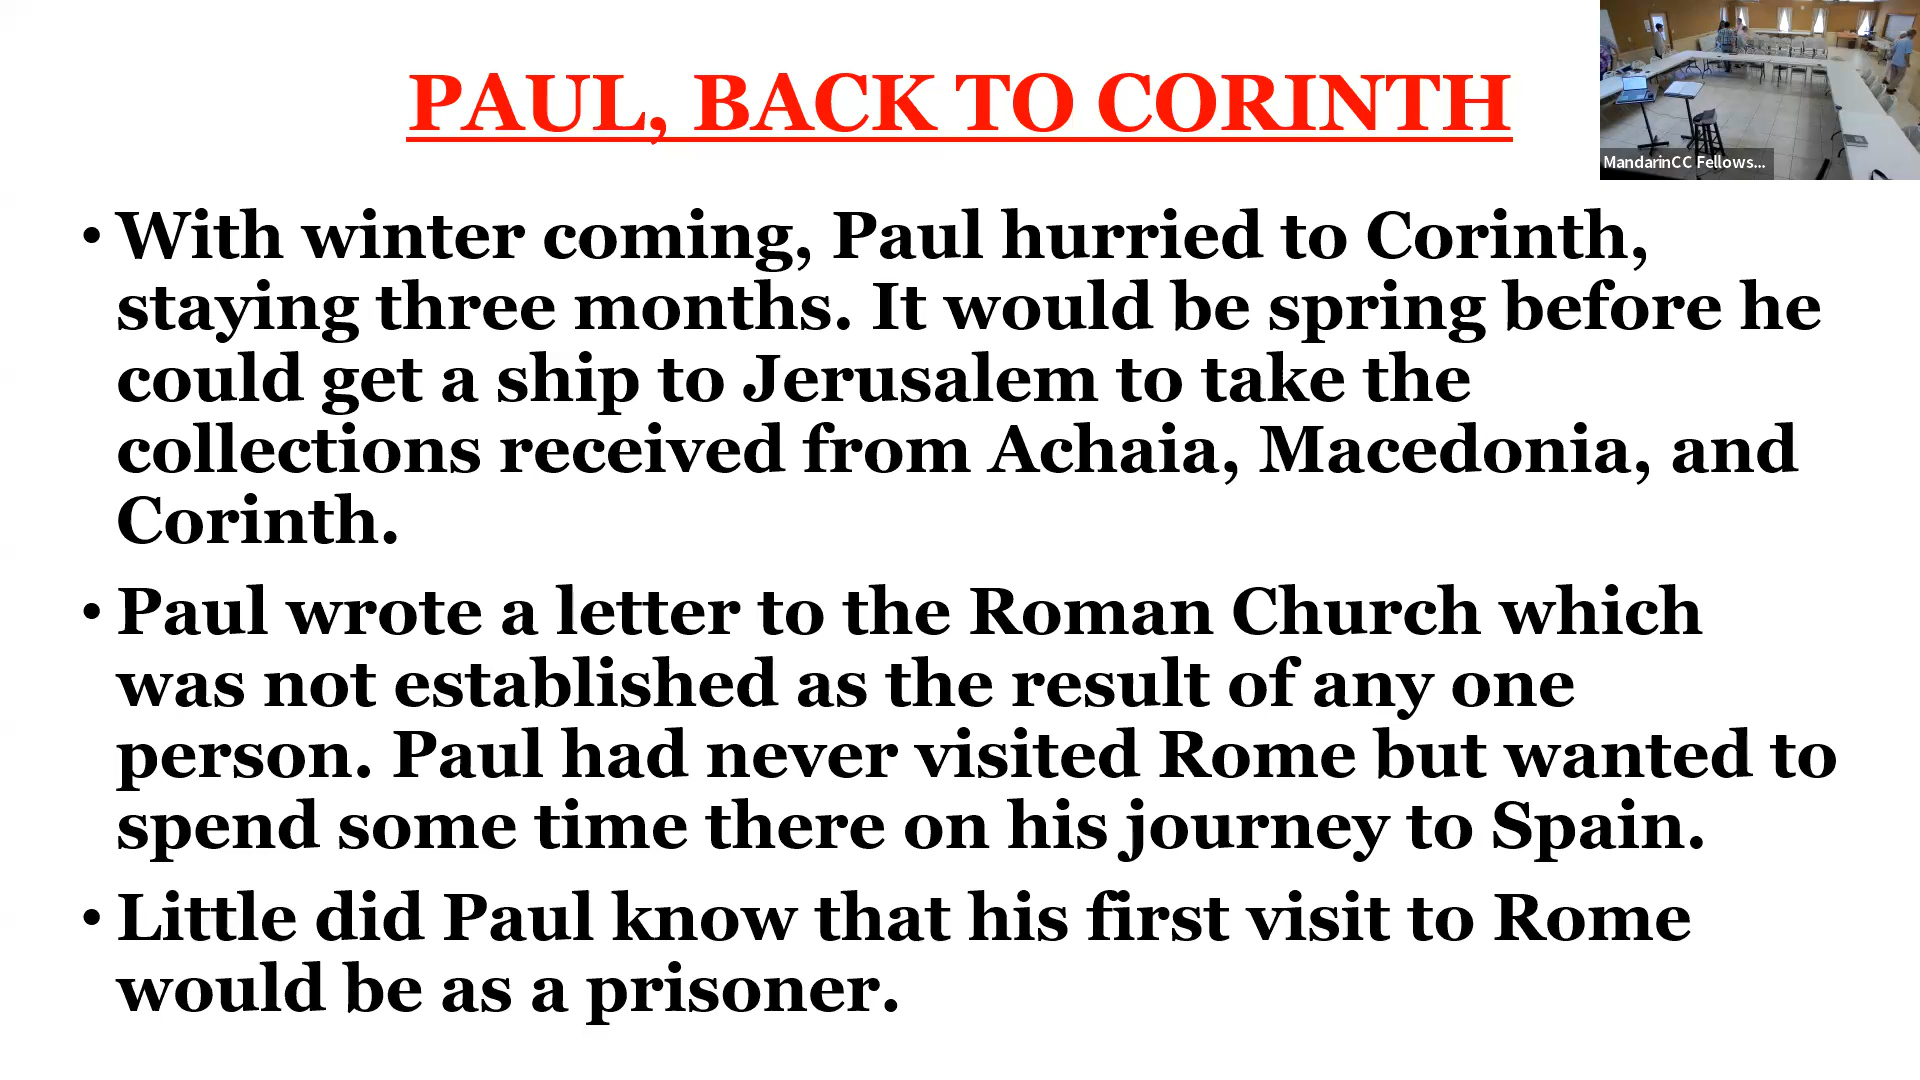 PAUL, BACK TO CORINTH
MandarinCC Fellows...
• With winter coming, Paul hurried to Corinth,
staying three months. It would be spring before he
could get a ship to Jerusalem to take the
collections received from Achaia, Macedonia, and
Corinth.
• Paul wrote a letter to the Roman Church which
was not established as the result of any one
person. Paul had never visited Rome but wanted to
spend some time there on his journey to Spain.
• Little did Paul know that his first visit to Rome
would be as a prisoner.